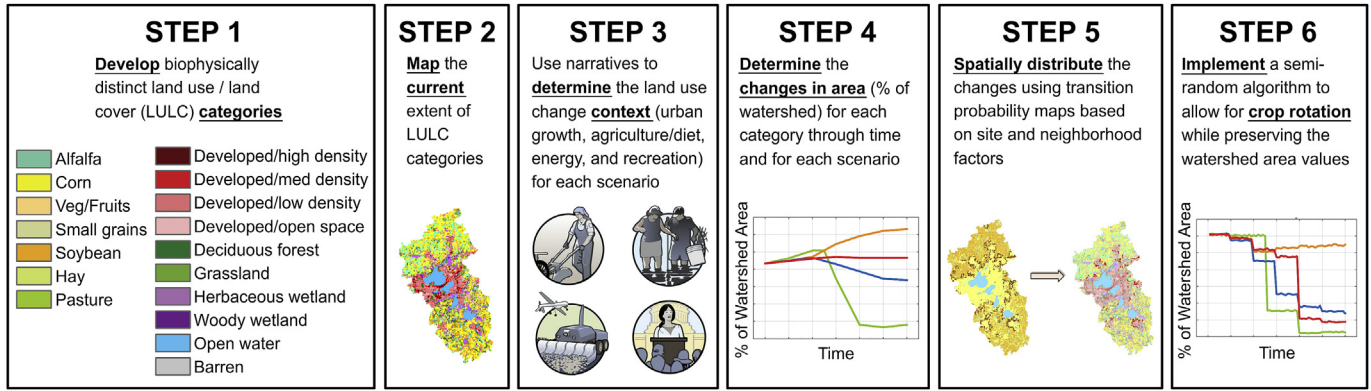 STEP 1
Develop biophysically
distinct land use / land
cover (LULC) categories
Alfalfa
Corn
Veg/Fruits
Small grains
Soybean
Hay
Pasture
Developed/high density
Developed/med density
Developed/low density
Developed/open space
Deciduous forest
Grassland
Herbaceous wetland
Woody wetland
Open water
Barren
STEP 2
Map the
current
extent of
LULC
categories
STEP 3
Use narratives to
determine the land use
change context (urban
growth, agriculture/diet,
energy, and recreation)
for each scenario
STEP 4
Determine the
changes in area (% of
watershed) for each
category through time
and for each scenario
% of Watershed Area
Time
STEP 5
Spatially distribute the
changes using transition
probability maps based
on site and neighborhood
factors
STEP 6
Implement a semi-
random algorithm to
allow for crop rotation
while preserving the
watershed area values
% of Watershed Area
Time